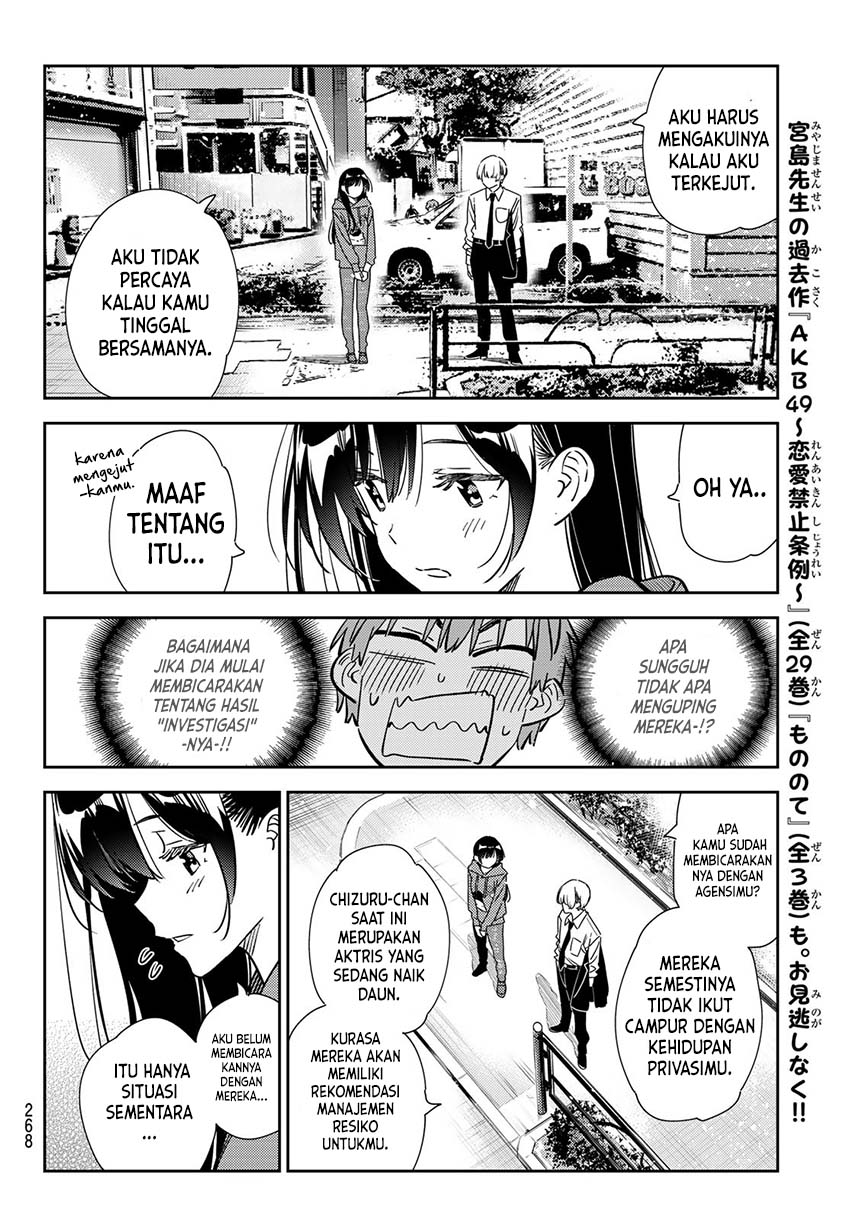 AKU HARUS
MENGAKUINYA
KALAU AKU
TERKEJUT.
AKU TIDAK
PERCAYA
KALAU KAMU
TINGGAL
BERSAMANYA.
OH YA..
MAAF
TENTANG
ITU...
karena
mengejut
-kanmu.
APA
SUNGGUH
TIDAK APA
MENGUPING
MEREKA-!?
BAGAIMANA
JIKA DIA MULAI
MEMBICARAKAN
TENTANG HASIL
"INVESTIGASI"
-NYA-!!
APA
KAMU SUDAH
MEMBICARAKAN
NYA DENGAN
AGENSIMU?
MEREKA
SEMESTINYA
TIDAK IKUT
CAMPUR DENGAN
KEHIDUPAN
PRIVASIMU.
CHIZURU-CHAN
SAAT INI
MERUPAKAN
AKTRIS YANG
SEDANG NAIK
DAUN.
KURASA
MEREKA AKAN
MEMILIKI
REKOMENDASI
MANAJEMEN
RESIKO
UNTUKMU.
AKU BELUM
MEMBICARA
KANNYA
DENGAN
MEREKA...
ITU HANYA
SITUASI
SEMENTARA
...
宮島先生の過去作『AKB49～恋愛禁止条例～』(全29巻)『もののて』(全3巻)も。お見逃しなく!!
268